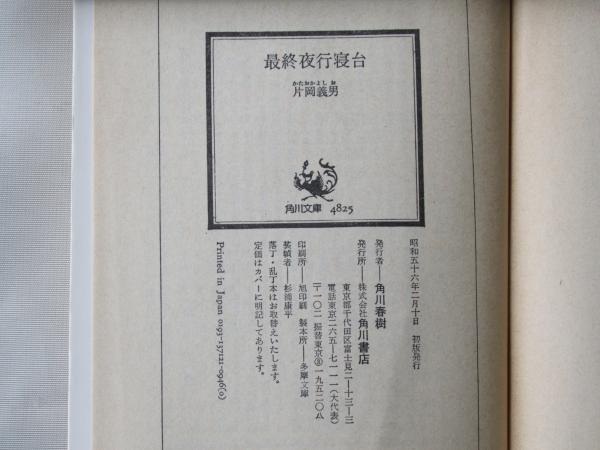 最終夜行寝台
かたおかよしお
片岡義男
角川文庫 4825
昭和五十六年二月十日 初版発行
発行者――角川春樹
発行所――株式会社角川書店
東京都千代田区富士見二ー十三ー三
電話東京二六五ー七一一一(大代表)
〒一〇二 振替東京③一九五二〇八
印刷所――旭印刷 製本所――多摩文庫
装幀者――杉浦康平
落丁・乱丁本はお取替えいたします。
定価はカバーに明記してあります。
Printed in Japan 0193-137121-0946(0)